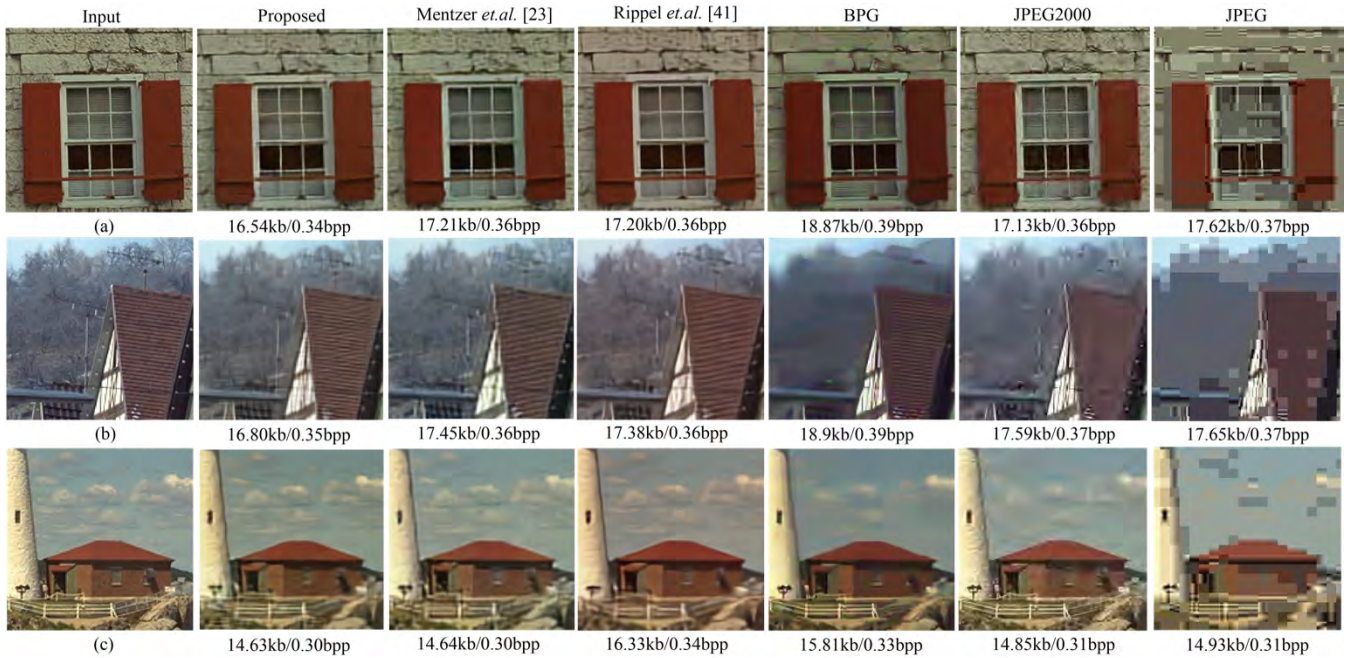 Input Proposed Mentzer et.al. [23] Rippel et.al. [41] BPG JPEG2000 JPEG
(a) 16.54kb/0.34bpp 17.21kb/0.36bpp 17.20kb/0.36bpp 18.87kb/0.39bpp 17.13kb/0.36bpp 17.62kb/0.37bpp
(b) 16.80kb/0.35bpp 17.45kb/0.36bpp 17.38kb/0.36bpp 18.9kb/0.39bpp 17.59kb/0.37bpp 17.65kb/0.37bpp
(c) 14.63kb/0.30bpp 14.64kb/0.30bpp 16.33kb/0.34bpp 15.81kb/0.33bpp 14.85kb/0.31bpp 14.93kb/0.31bpp